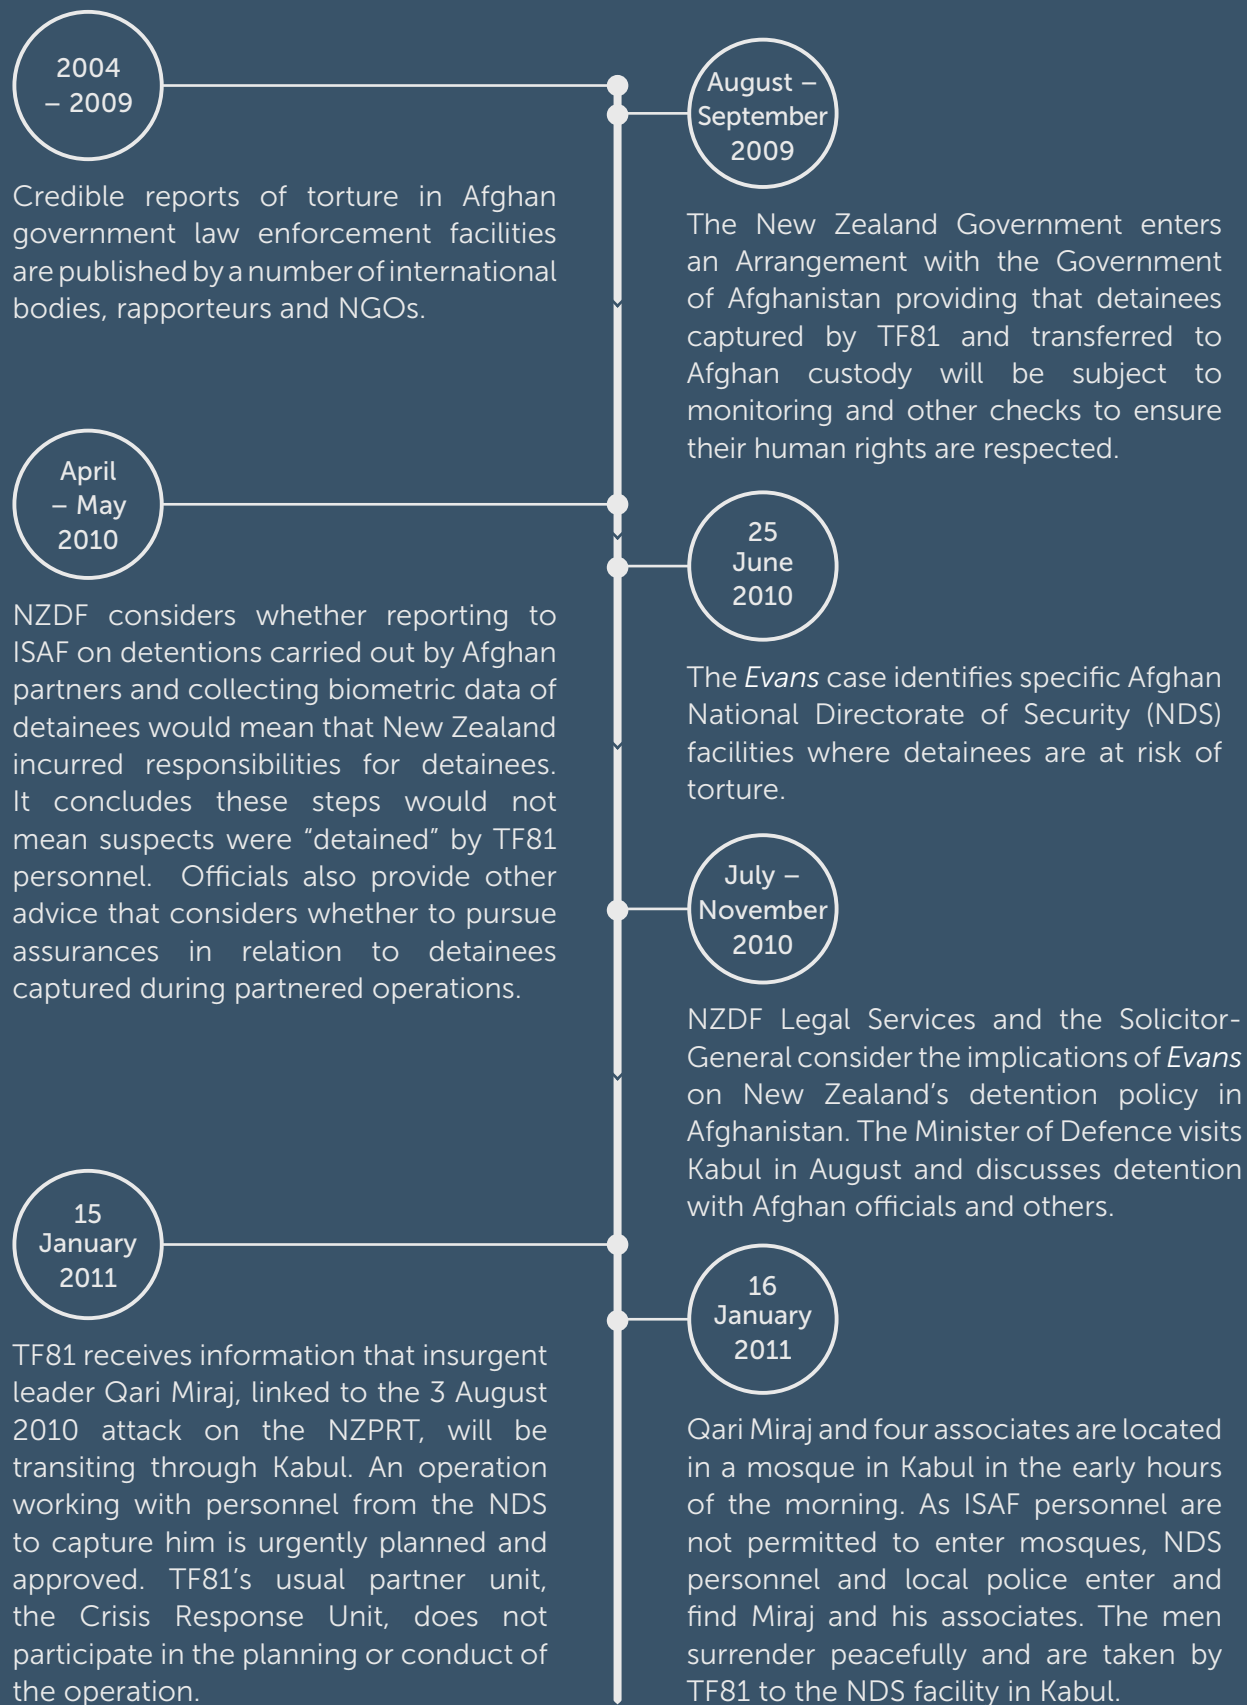 2004
– 2009
Credible reports of torture in Afghan
government law enforcement facilities
are published by a number of international
bodies, rapporteurs and NGOs.
August –
September
2009
The New Zealand Government enters
an Arrangement with the Government
of Afghanistan providing that detainees
captured by TF81 and transferred to
Afghan custody will be subject to
monitoring and other checks to ensure
their human rights are respected.
April
– May
2010
NZDF considers whether reporting to
ISAF on detentions carried out by Afghan
partners and collecting biometric data of
detainees would mean that New Zealand
incurred responsibilities for detainees.
It concludes these steps would not
mean suspects were “detained” by TF81
personnel. Officials also provide other
advice that considers whether to pursue
assurances in relation to detainees
captured during partnered operations.
25
June
2010
The Evans case identifies specific Afghan
National Directorate of Security (NDS)
facilities where detainees are at risk of
torture.
July –
November
2010
NZDF Legal Services and the Solicitor-
General consider the implications of Evans
on New Zealand’s detention policy in
Afghanistan. The Minister of Defence visits
Kabul in August and discusses detention
with Afghan officials and others.
15
January
2011
TF81 receives information that insurgent
leader Qari Miraj, linked to the 3 August
2010 attack on the NZPRT, will be
transiting through Kabul. An operation
working with personnel from the NDS
to capture him is urgently planned and
approved. TF81’s usual partner unit,
the Crisis Response Unit, does not
participate in the planning or conduct of
the operation.
16
January
2011
Qari Miraj and four associates are located
in a mosque in Kabul in the early hours
of the morning. As ISAF personnel are
not permitted to enter mosques, NDS
personnel and local police enter and
find Miraj and his associates. The men
surrender peacefully and are taken by
TF81 to the NDS facility in Kabul.